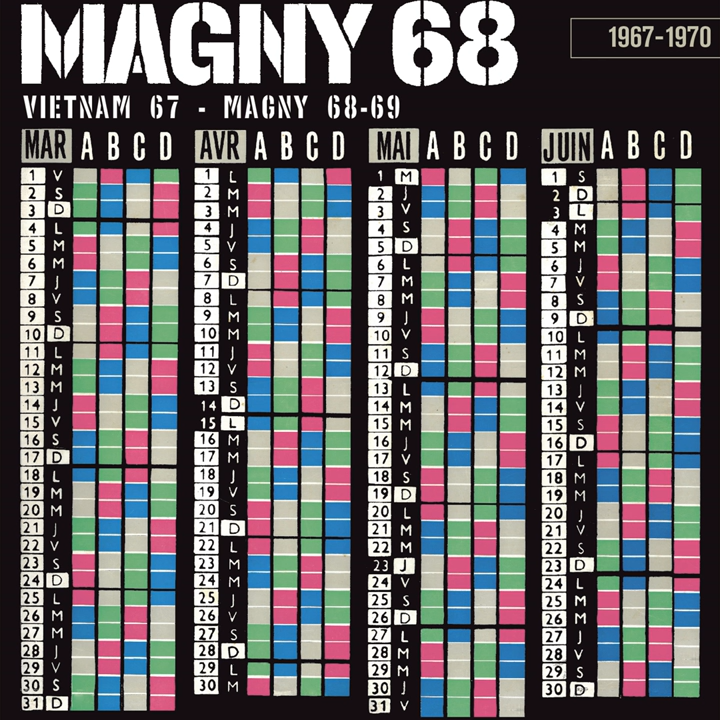 MAGNY 68
1967-1970
VIETNAM 67 - MAGNY 68-69
MAR A B C D
1 V
2 S
3 D
4 L
5 M
6 M
7 J
8 V
9 S
10 D
11 L
12 M
13 M
14 J
15 V
16 S
17 D
18 L
19 M
20 M
21 J
22 V
23 S
24 D
25 L
26 M
27 M
28 J
29 V
30 S
31 D
AVR A B C D
1 L
2 M
3 M
4 J
5 V
6 S
7 D
8 L
9 M
10 M
11 J
12 V
13 S
14 D
15 L
16 M
17 M
18 J
19 V
20 S
21 D
22 L
23 M
24 M
25 J
26 V
27 S
28 D
29 L
30 M
MAI A B C D
1 M
2 J
3 V
4 S
5 D
6 L
7 M
8 M
9 J
10 V
11 S
12 D
13 L
14 M
15 M
16 J
17 V
18 S
19 D
20 L
21 M
22 M
23 J
24 V
25 S
26 D
27 L
28 M
29 M
30 J
31 V
JUIN A B C D
1 S
2 D
3 L
4 M
5 M
6 J
7 V
8 S
9 D
10 L
11 M
12 M
13 J
14 V
15 S
16 D
17 L
18 M
19 M
20 J
21 V
22 S
23 D
24 L
25 M
26 M
27 J
28 V
29 S
30 D